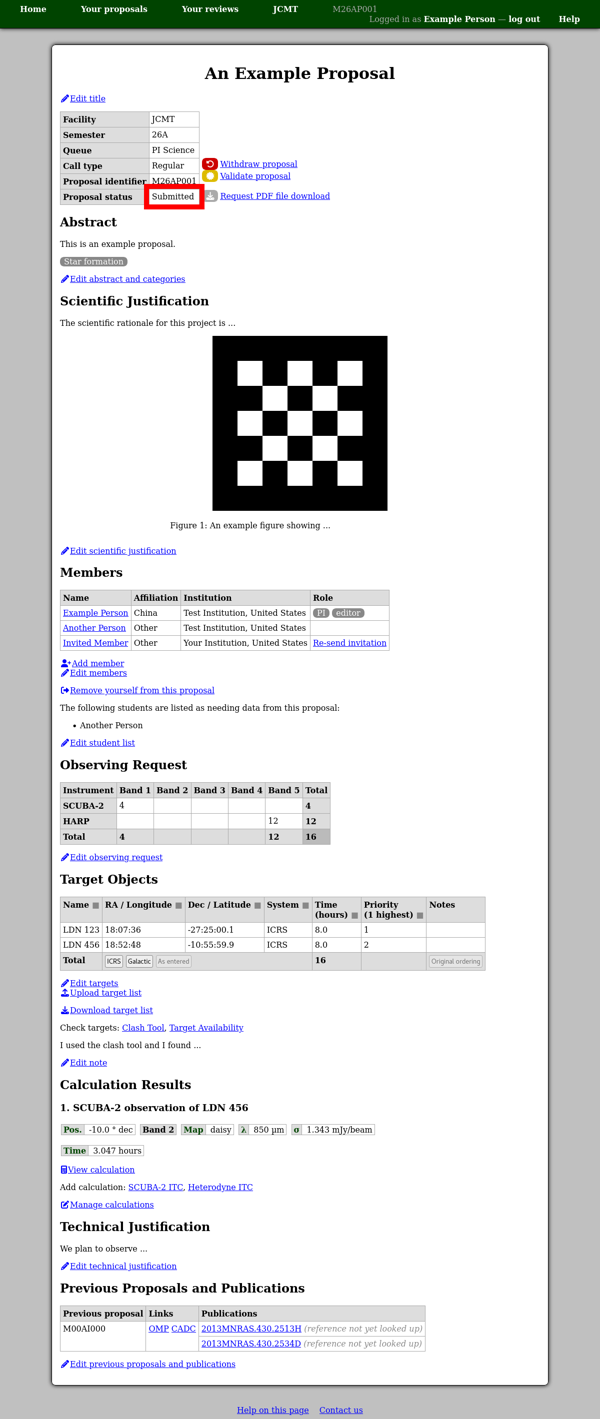 Home Your proposals Your reviews JCMT M26AP001
Logged in as Example Person — log out Help
An Example Proposal
Edit title
Facility JCMT
Semester 26A
Queue PI Science
Call type Regular
Proposal identifier M26AP001
Proposal status Submitted
Withdraw proposal
Validate proposal
Request PDF file download
Abstract
This is an example proposal.
Star formation
Edit abstract and categories
Scientific Justification
The scientific rationale for this project is ...
Figure 1: An example figure showing ...
Edit scientific justification
Members
Name Affiliation Institution Role
Example Person China Test Institution, United States PI editor
Another Person Other Test Institution, United States
Invited Member Other Your Institution, United States Re-send invitation
Add member
Edit members
Remove yourself from this proposal
The following students are listed as needing data from this proposal:
• Another Person
Edit student list
Observing Request
Instrument Band 1 Band 2 Band 3 Band 4 Band 5 Total
SCUBA-2 4 4
HARP 12 12
Total 4 12 16
Edit observing request
Target Objects
Name RA / Longitude Dec / Latitude System Time (hours) Priority (1 highest) Notes
LDN 123 18:07:36 -27:25:00.1 ICRS 8.0 1
LDN 456 18:52:48 -10:55:59.9 ICRS 8.0 2
Total ICRS Galactic As entered 16 Original ordering
Edit targets
Upload target list
Download target list
Check targets: Clash Tool, Target Availability
I used the clash tool and I found ...
Edit note
Calculation Results
1. SCUBA-2 observation of LDN 456
Pos. -10.0 ° dec Band 2 Map daisy λ 850 µm σ 1.343 mJy/beam
Time 3.047 hours
View calculation
Add calculation: SCUBA-2 ITC, Heterodyne ITC
Manage calculations
Technical Justification
We plan to observe ...
Edit technical justification
Previous Proposals and Publications
Previous proposal Links Publications
M00AI000 OMP CADC 2013MNRAS.430.2513H (reference not yet looked up)
2013MNRAS.430.2534D (reference not yet looked up)
Edit previous proposals and publications
Help on this page Contact us